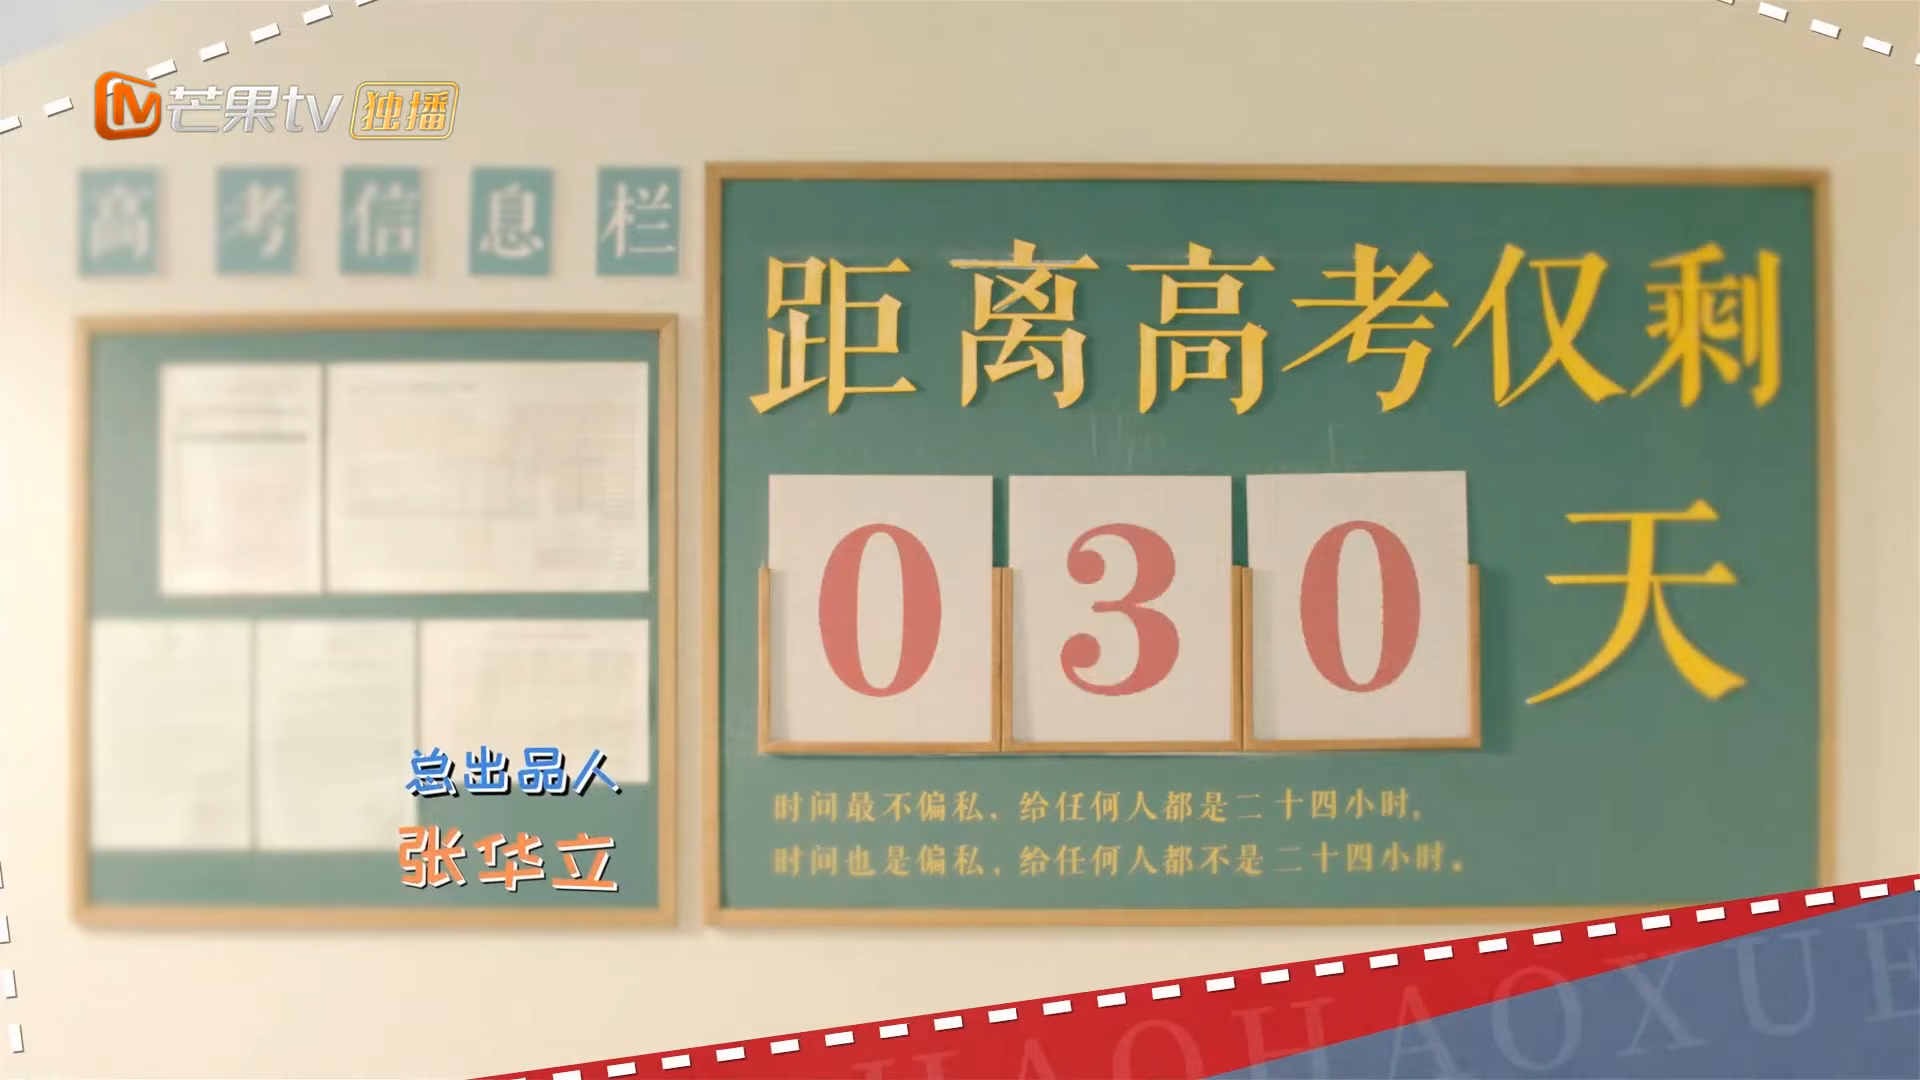 芒果tv 独播
高考信息栏
距离高考仅剩
030天
时间最不偏私，给任何人都是二十四小时，
时间也是偏私，给任何人都不是二十四小时。
总出品人
张华立
HAOHAOXUE